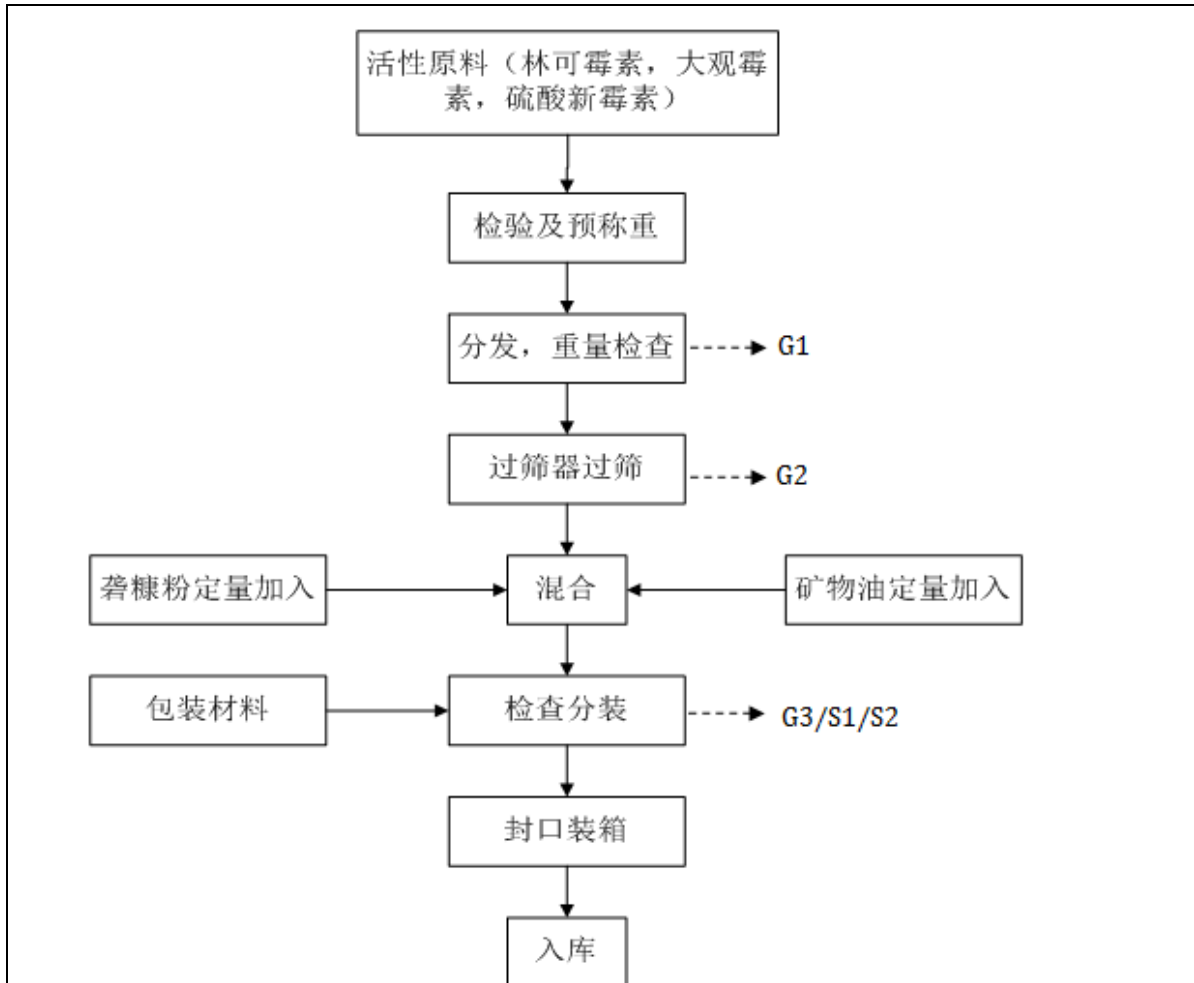 活性原料（林可霉素，大观霉
素，硫酸新霉素）
检验及预称重
分发，重量检查
G1
过筛器过筛
G2
砻糠粉定量加入
混合
矿物油定量加入
包装材料
检查分装
G3/S1/S2
封口装箱
入库